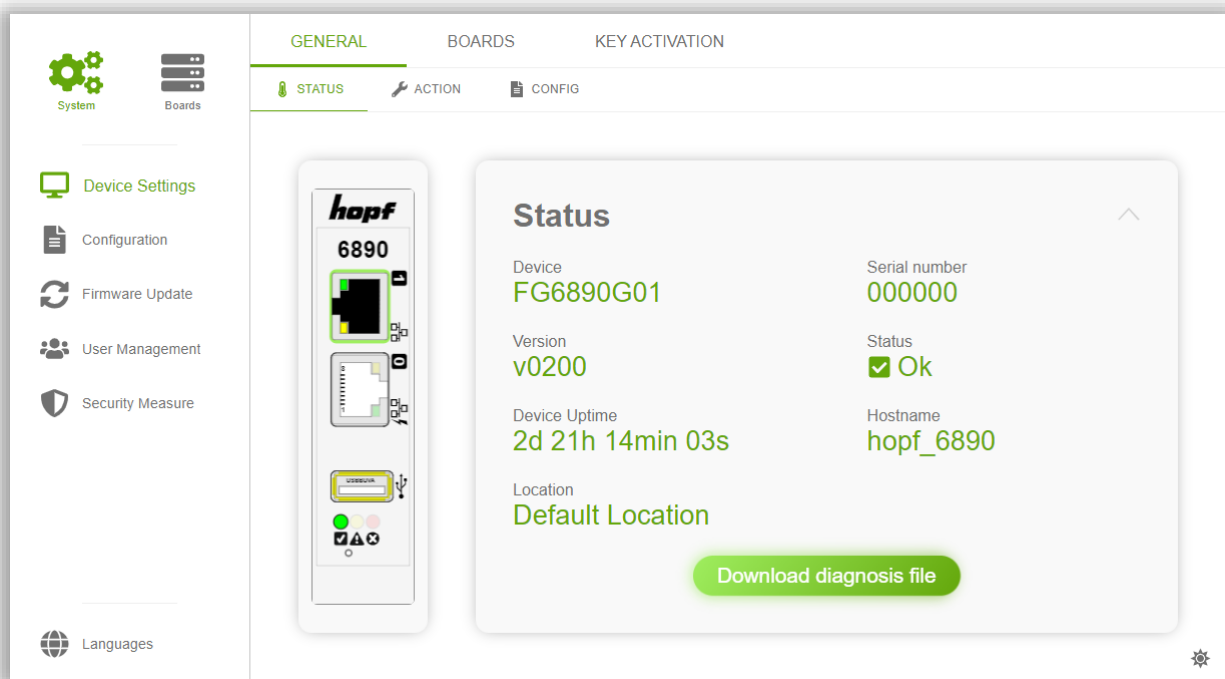 GENERAL BOARDS KEY ACTIVATION
STATUS ACTION CONFIG
System Boards
Device Settings
Configuration
Firmware Update
User Management
Security Measure
Languages
hopf
6890
1
0
Status
Device
FG6890G01
Serial number
000000
Version
v0200
Status
Ok
Device Uptime
2d 21h 14min 03s
Hostname
hopf_6890
Location
Default Location
Download diagnosis file